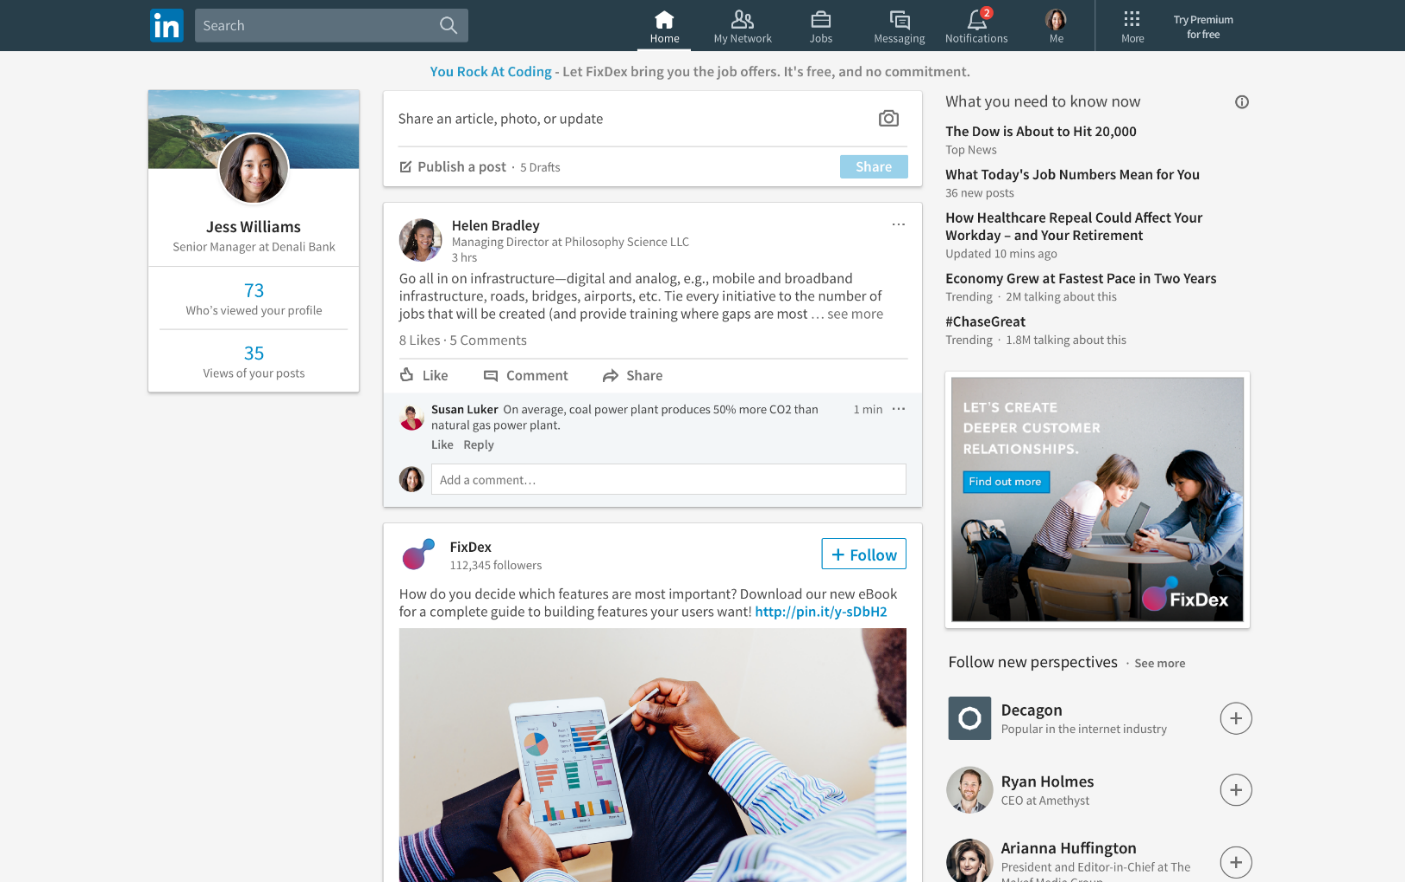 in
Search
Home
My Network
Jobs
Messaging
2
Notifications
Me
More
Try Premium
for free
You Rock At Coding - Let FixDex bring you the job offers. It's free, and no commitment.
Jess Williams
Senior Manager at Denali Bank
73
Who's viewed your profile
35
Views of your posts
Share an article, photo, or update
Publish a post · 5 Drafts
Share
Helen Bradley
Managing Director at Philosophy Science LLC
3 hrs
Go all in on infrastructure—digital and analog, e.g., mobile and broadband
infrastructure, roads, bridges, airports, etc. Tie every initiative to the number of
jobs that will be created (and provide training where gaps are most … see more
8 Likes · 5 Comments
Like
Comment
Share
Susan Luker On average, coal power plant produces 50% more CO2 than
natural gas power plant.
1 min
Like Reply
Add a comment…
FixDex
112,345 followers
+ Follow
How do you decide which features are most important? Download our new eBook
for a complete guide to building features your users want! http://pin.it/y-sDbH2
What you need to know now
The Dow is About to Hit 20,000
Top News
What Today's Job Numbers Mean for You
36 new posts
How Healthcare Repeal Could Affect Your
Workday – and Your Retirement
Updated 10 mins ago
Economy Grew at Fastest Pace in Two Years
Trending · 2M talking about this
#ChaseGreat
Trending · 1.8M talking about this
LET'S CREATE
DEEPER CUSTOMER
RELATIONSHIPS.
Find out more
FixDex
Follow new perspectives · See more
Decagon
Popular in the internet industry
Ryan Holmes
CEO at Amethyst
Arianna Huffington
President and Editor-in-Chief at The